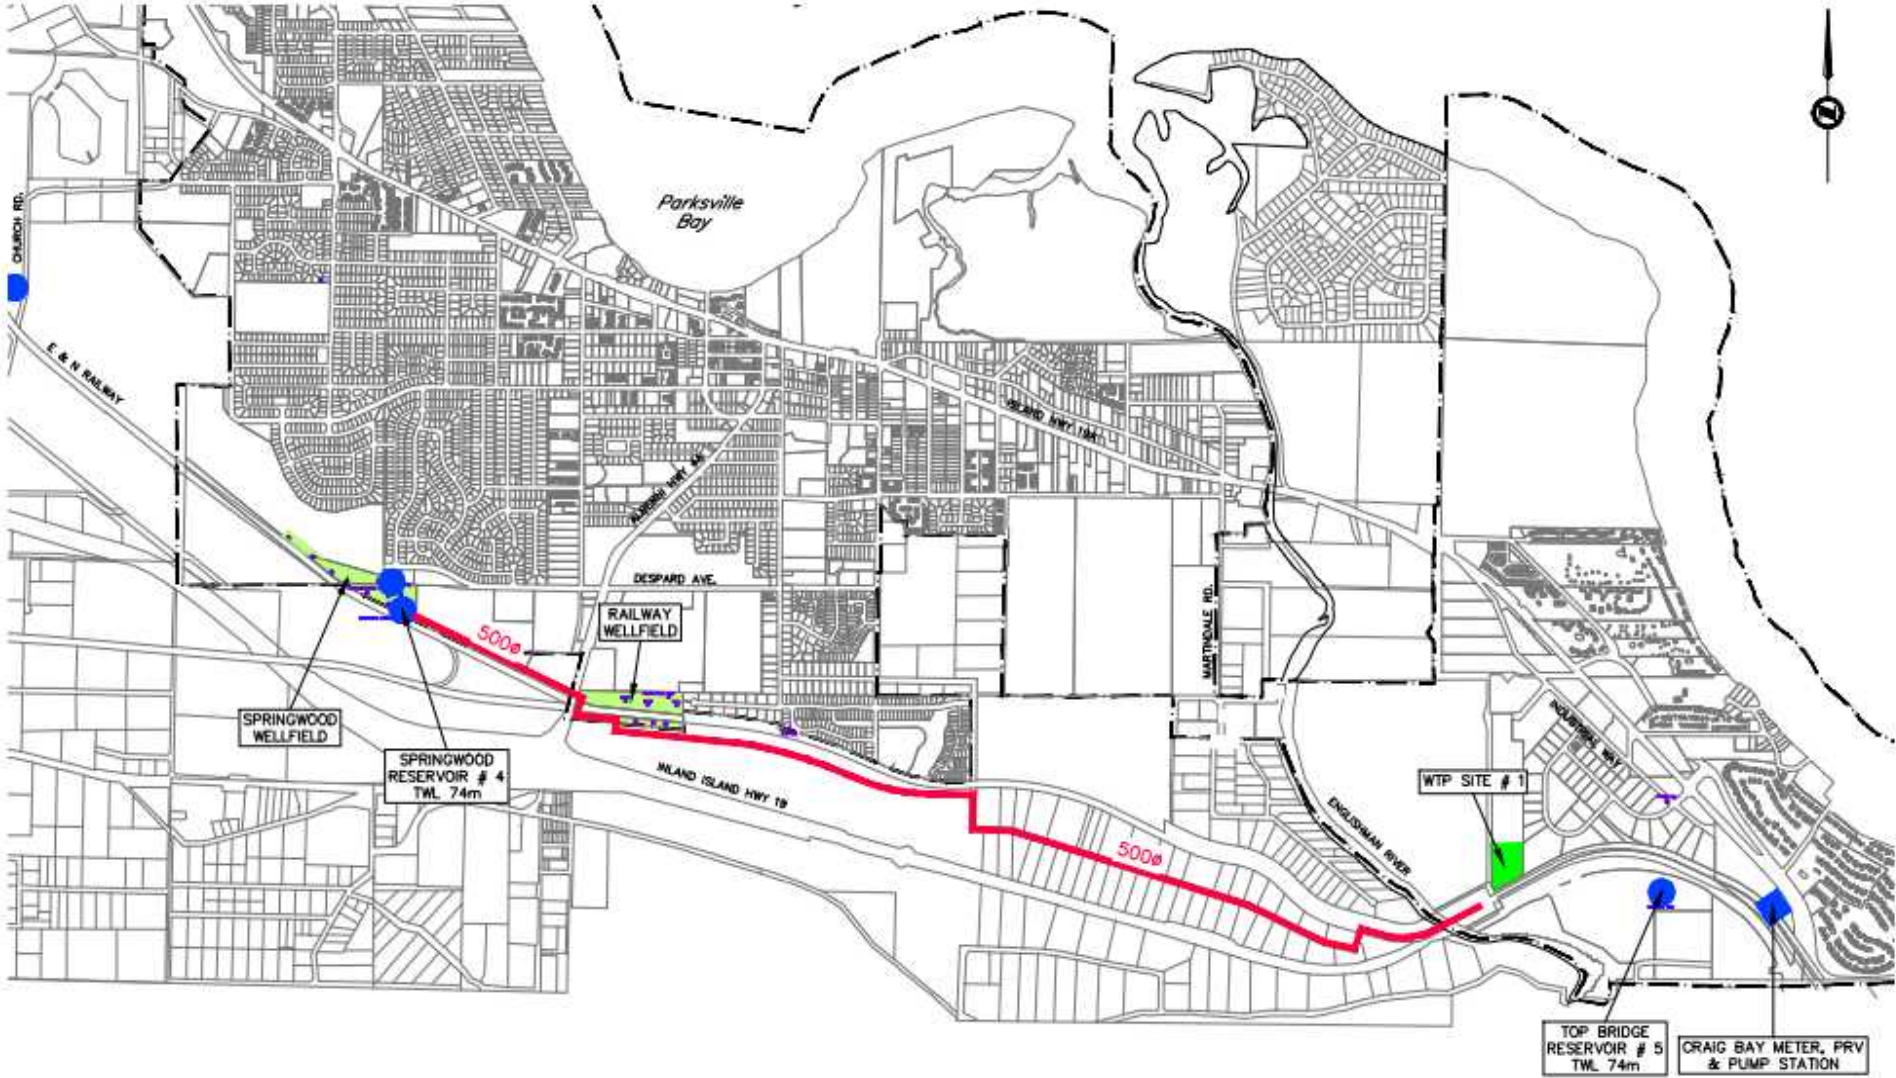 CHURCH RD.
Parksville
Bay
E & N RAILWAY
ISLAND HWY 19A
ALBERNI HWY 4A
DESPARD AVE.
RAILWAY
WELLFIELD
500ø
MARTINDALE RD.
SPRINGWOOD
WELLFIELD
SPRINGWOOD
RESERVOIR # 4
TWL 74m
INLAND ISLAND HWY 19
INDUSTRIAL WAY
WTP SITE # 1
ENGLISHMAN RIVER
500ø
TOP BRIDGE
RESERVOIR # 5
TWL 74m
CRAIG BAY METER, PRV
& PUMP STATION